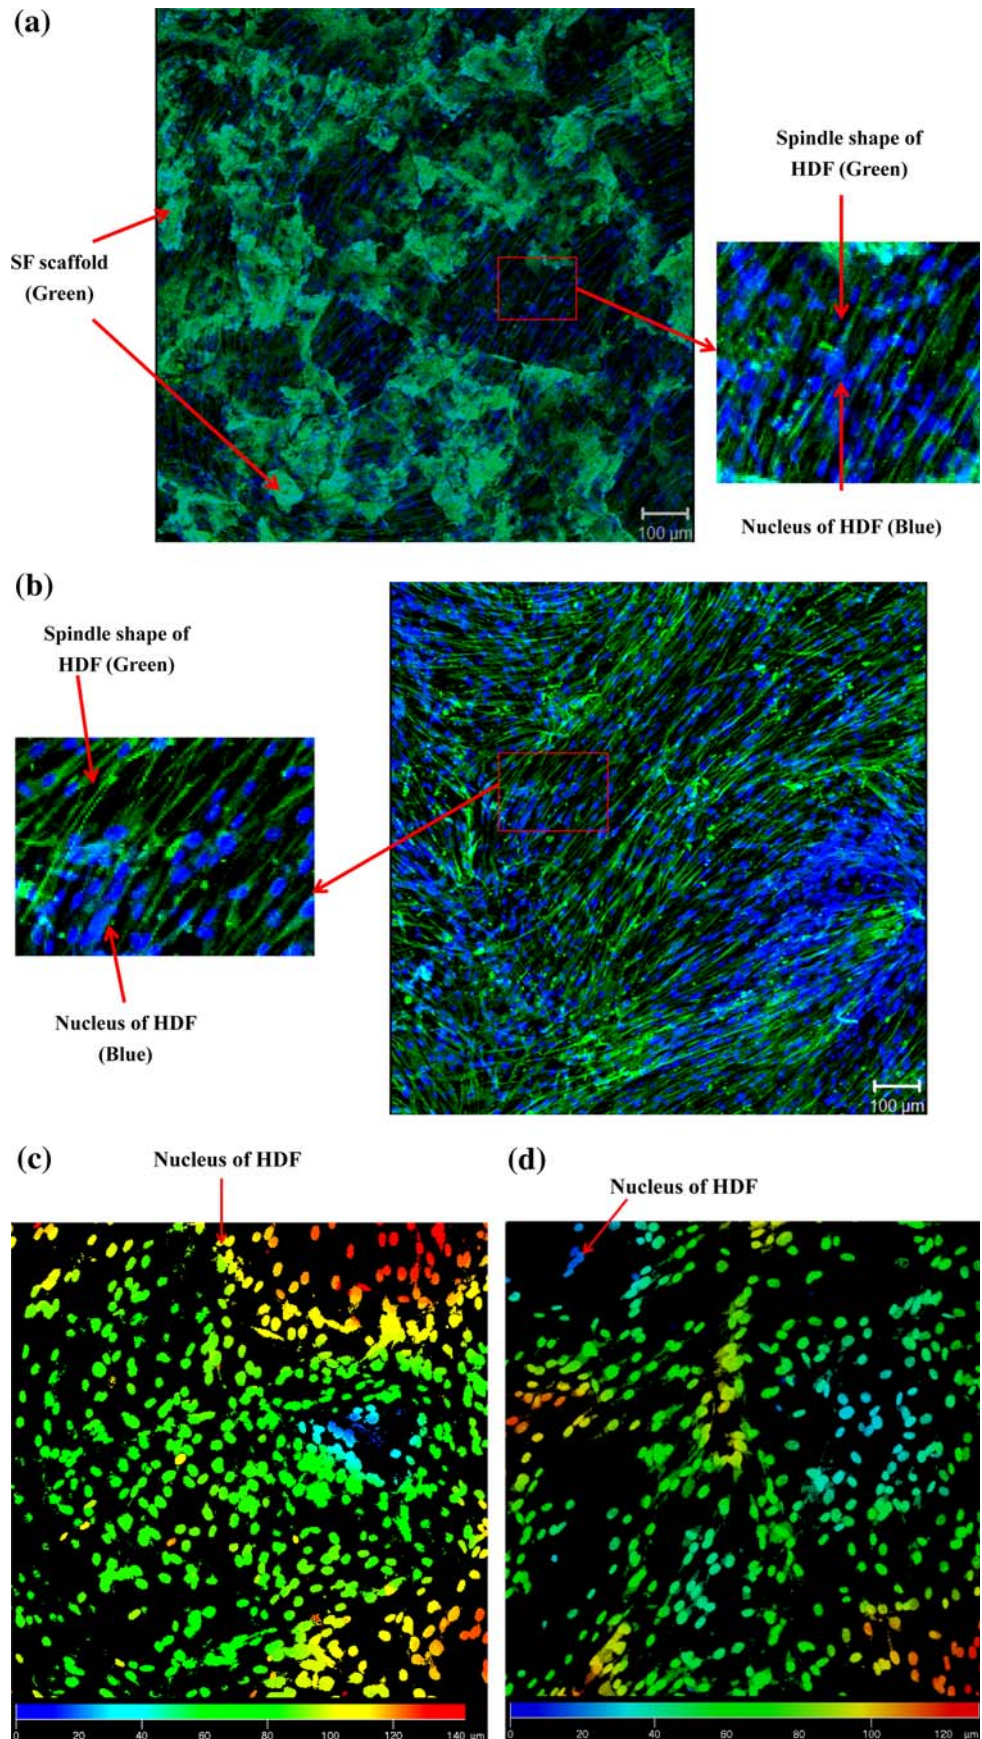 (a)
Spindle shape of
HDF (Green)
SF scaffold
(Green)
100 µm
Nucleus of HDF (Blue)
(b)
Spindle shape of
HDF (Green)
Nucleus of HDF
(Blue)
100 µm
(c)
Nucleus of HDF
(d)
Nucleus of HDF
0 20 40 60 80 100 120 140 µm
0 20 40 60 80 100 120 µm